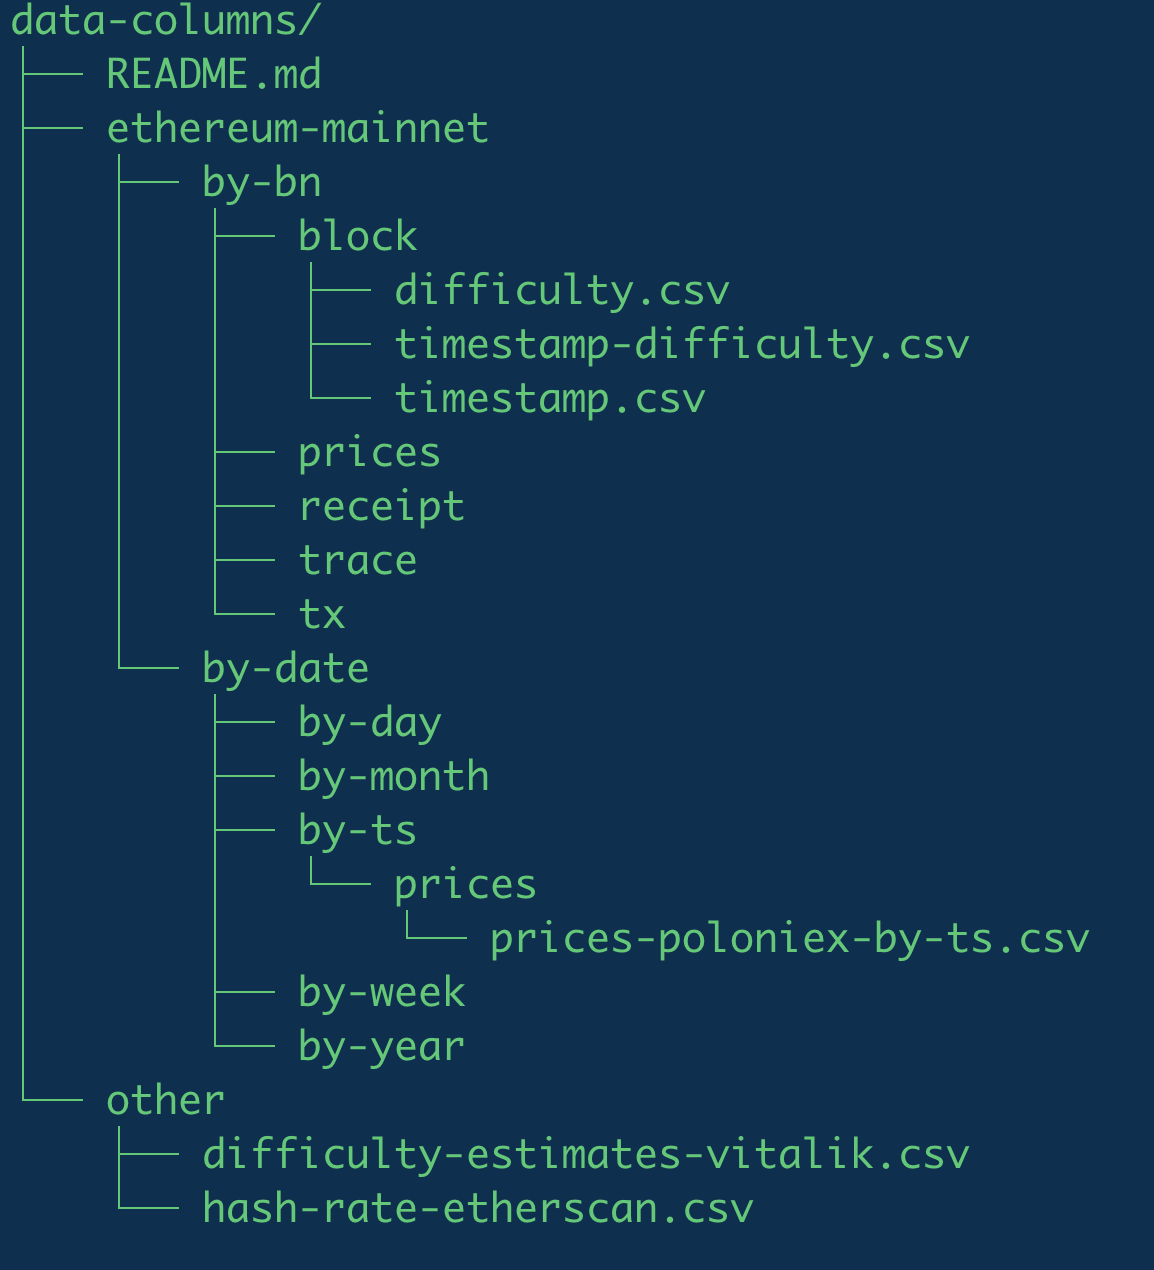 data-columns/
├── README.md
├── ethereum-mainnet
│   ├── by-bn
│   │   ├── block
│   │   │   ├── difficulty.csv
│   │   │   ├── timestamp-difficulty.csv
│   │   │   └── timestamp.csv
│   │   ├── prices
│   │   ├── receipt
│   │   ├── trace
│   │   └── tx
│   └── by-date
│       ├── by-day
│       ├── by-month
│       ├── by-ts
│       │   └── prices
│       │       └── prices-poloniex-by-ts.csv
│       ├── by-week
│       └── by-year
└── other
    ├── difficulty-estimates-vitalik.csv
    └── hash-rate-etherscan.csv